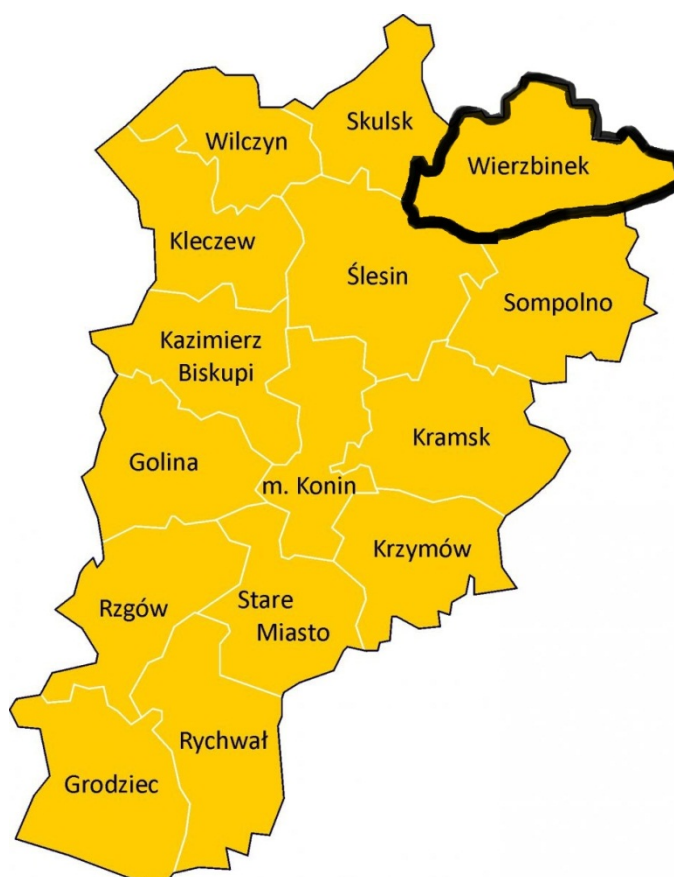 Skulsk
Wilczyn
Wierzbinek
Kleczew
Ślesin
Sompolno
Kazimierz
Biskupi
Kramsk
Golina
m. Konin
Krzymów
Stare
Miasto
Rzgów
Rychwał
Grodziec